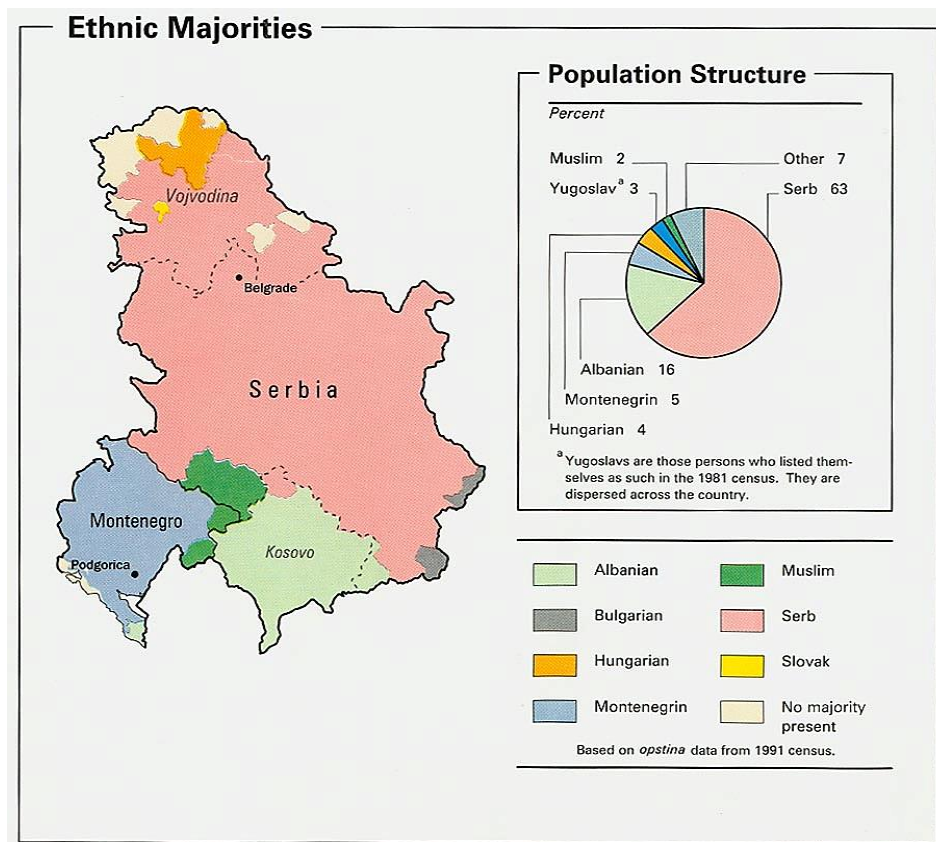 Ethnic Majorities
Population Structure
Percent
Muslim 2
Other 7
Yugoslavᵃ 3
Serb 63
Albanian 16
Montenegrin 5
Hungarian 4
ᵃ Yugoslavs are those persons who listed them-
selves as such in the 1981 census. They are
dispersed across the country.
Vojvodina
Belgrade
Serbia
Montenegro
Kosovo
Podgorica
Albanian
Muslim
Bulgarian
Serb
Hungarian
Slovak
Montenegrin
No majority
present
Based on opstina data from 1991 census.